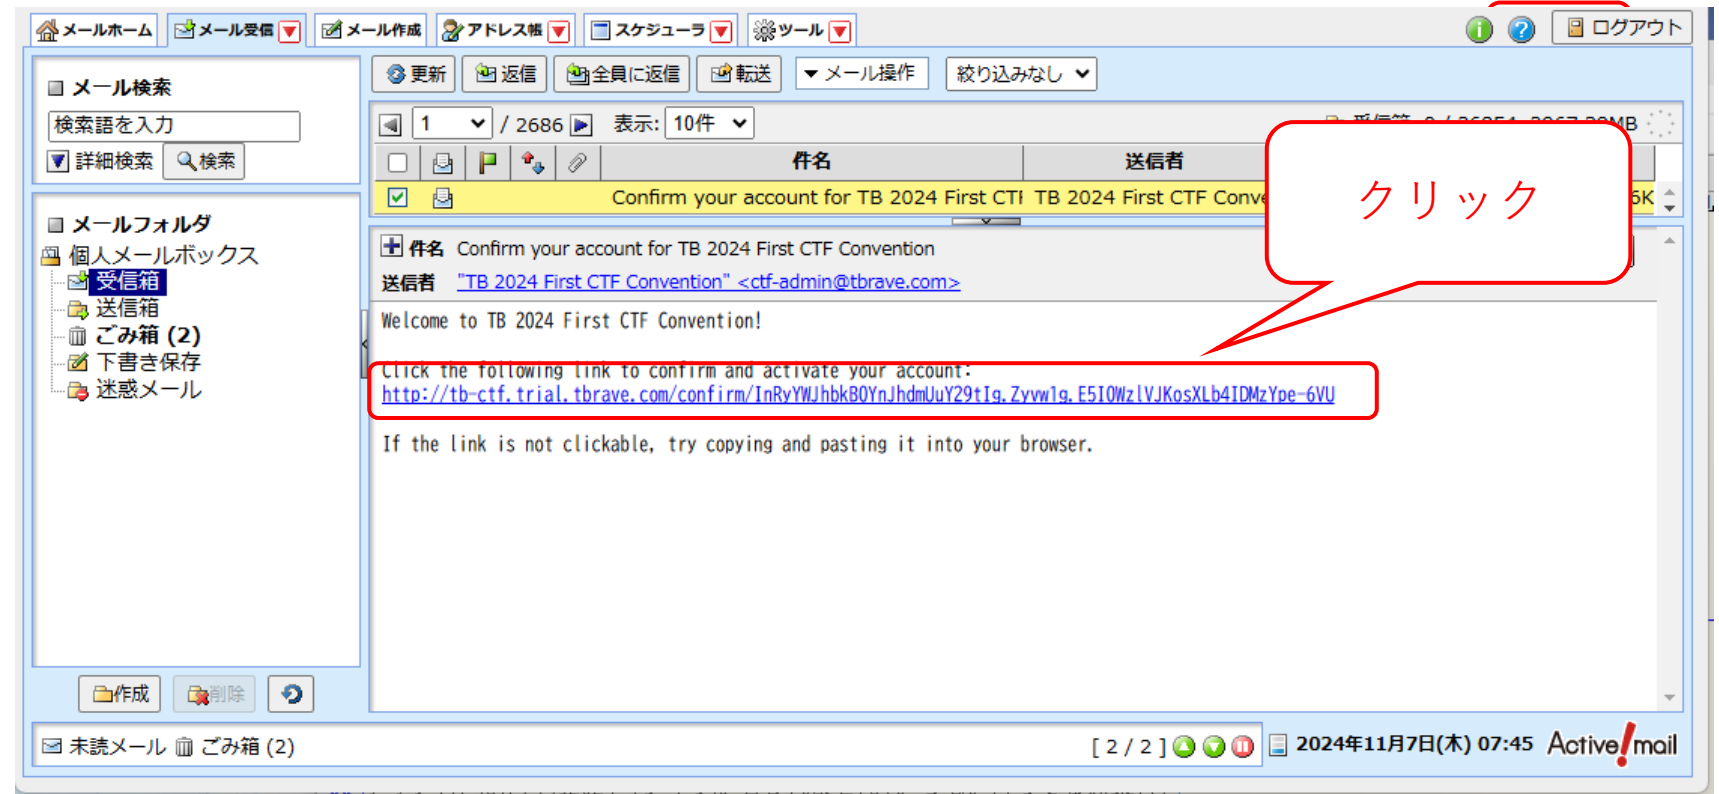 メールホーム メール受信 メール作成 アドレス帳 スケジューラ ツール ログアウト
メール検索
検索語を入力
詳細検索 検索
更新 返信 全員に返信 転送 ▼メール操作 絞り込みなし
1 / 2686 表示: 10件
件名 送信者
Confirm your account for TB 2024 First CTF TB 2024 First CTF Conve
クリック
メールフォルダ
個人メールボックス
受信箱
送信箱
ごみ箱 (2)
下書き保存
迷惑メール
件名 Confirm your account for TB 2024 First CTF Convention
送信者 "TB 2024 First CTF Convention" <ctf-admin@tbrave.com>
Welcome to TB 2024 First CTF Convention!
Click the following link to confirm and activate your account:
http://tb-ctf.trial.tbrave.com/confirm/InRyYWJhbkB0YnJhdmUuY29tIg.Zyvw1g.E5I0WzlVJKosXLb4IDMzYpe-6VU
If the link is not clickable, try copying and pasting it into your browser.
作成 削除
未読メール ごみ箱 (2)
[ 2 / 2 ] 2024年11月7日(木) 07:45 Active!mail